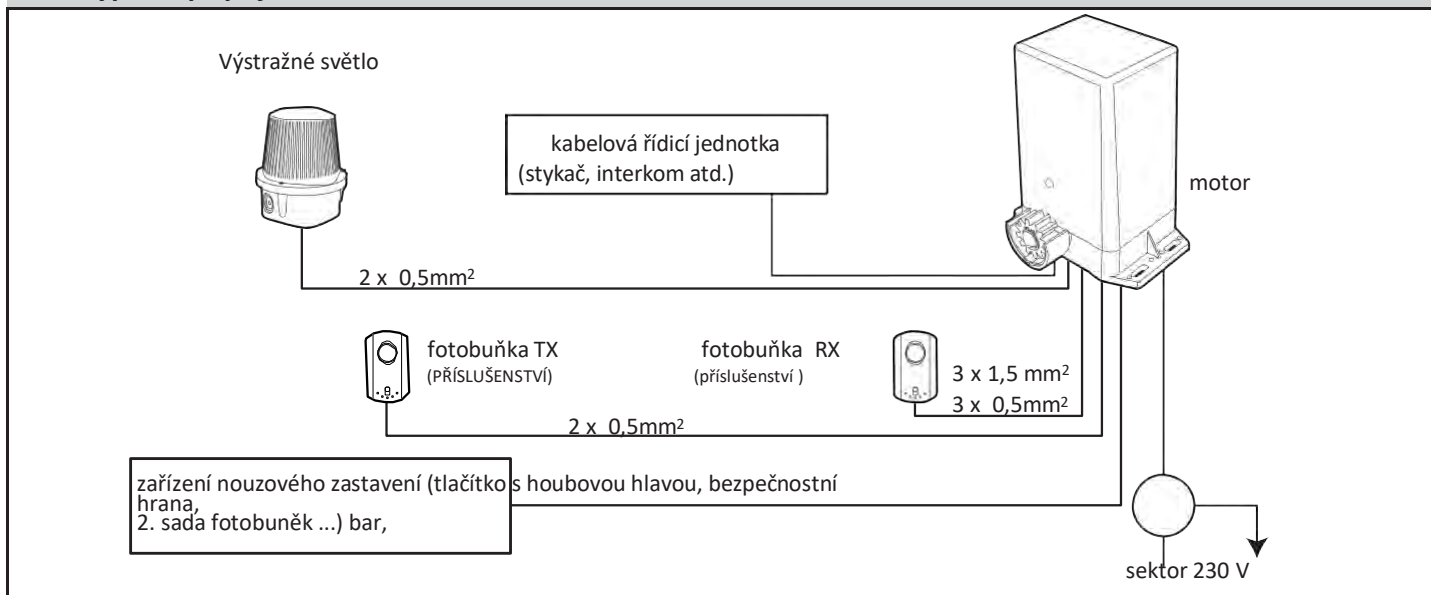 Výstražné světlo
kabelová řídicí jednotka
(stykač, interkom atd.)
motor
2 x 0,5mm²
fotobuňka TX
(PŘÍSLUŠENSTVÍ)
fotobuňka RX
(příslušenství )
3 x 1,5 mm²
3 x 0,5mm²
2 x 0,5mm²
zařízení nouzového zastavení (tlačítko s houbovou hlavou, bezpečnostní
hrana,
2. sada fotobuněk ...) bar,
sektor 230 V